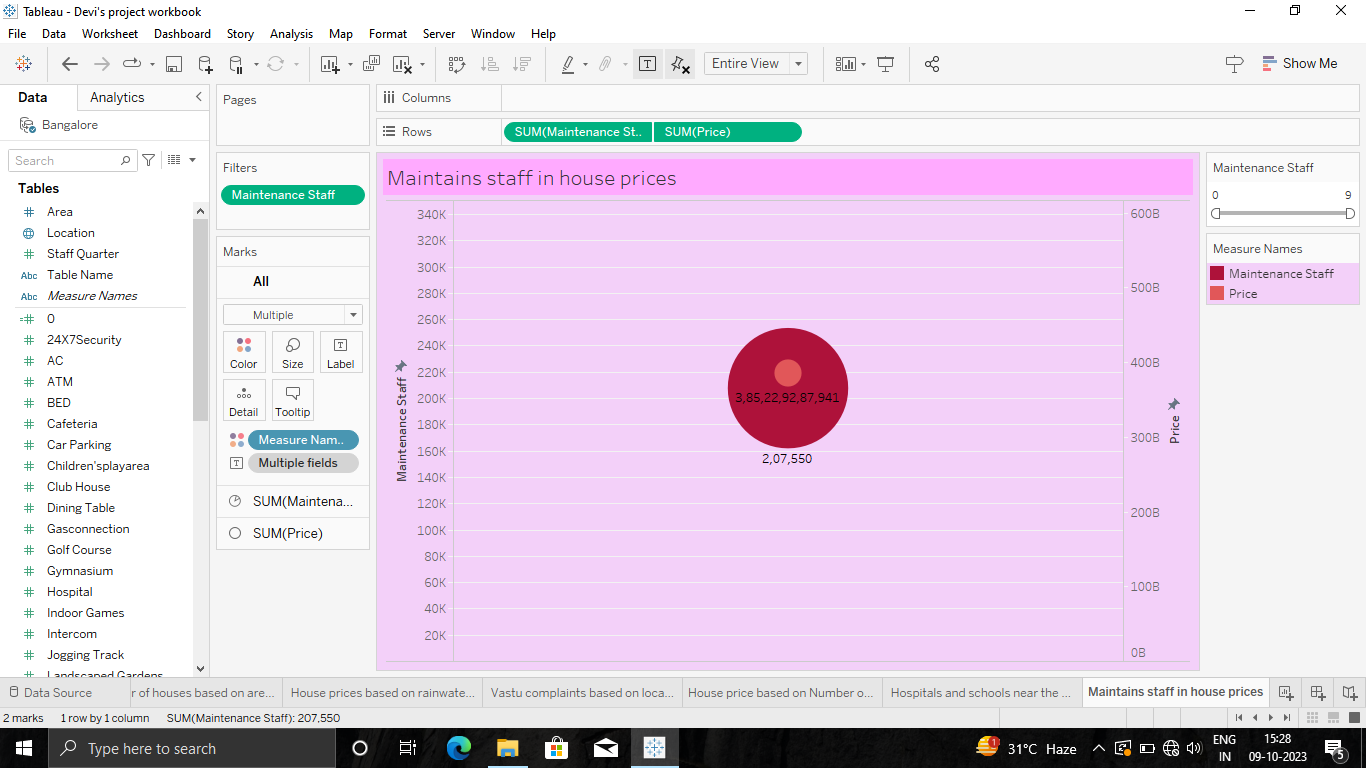 Tableau - Devi's project workbook
File Data Worksheet Dashboard Story Analysis Map Format Server Window Help
Entire View
Show Me
Data Analytics
Bangalore
Search
Tables
Area
Location
Staff Quarter
Abc Table Name
Abc Measure Names
0
24X7Security
AC
ATM
BED
Cafeteria
Car Parking
Children'splayarea
Club House
Dining Table
Gasconnection
Golf Course
Gymnasium
Hospital
Indoor Games
Intercom
Jogging Track
Landscaped Gardens
Pages
Filters
Maintenance Staff
Marks
All
Multiple
Color Size Label
Detail Tooltip
Measure Nam..
Multiple fields
SUM(Maintena...
SUM(Price)
Columns
Rows SUM(Maintenance St.. SUM(Price)
Maintains staff in house prices
340K
320K
300K
280K
260K
240K
220K
200K
180K
160K
140K
120K
100K
80K
60K
40K
20K
Maintenance Staff
3,85,22,92,87,941
2,07,550
600B
500B
400B
300B
200B
100B
0B
Price
Maintenance Staff
0 9
Measure Names
Maintenance Staff
Price
Data Source r of houses based on are... House prices based on rainwate... Vastu complaints based on loca... House price based on Number o... Hospitals and schools near the ... Maintains staff in house prices
2 marks 1 row by 1 column SUM(Maintenance Staff): 207,550
Type here to search
1
31°C Haze
ENG
IN
15:28
09-10-2023
5